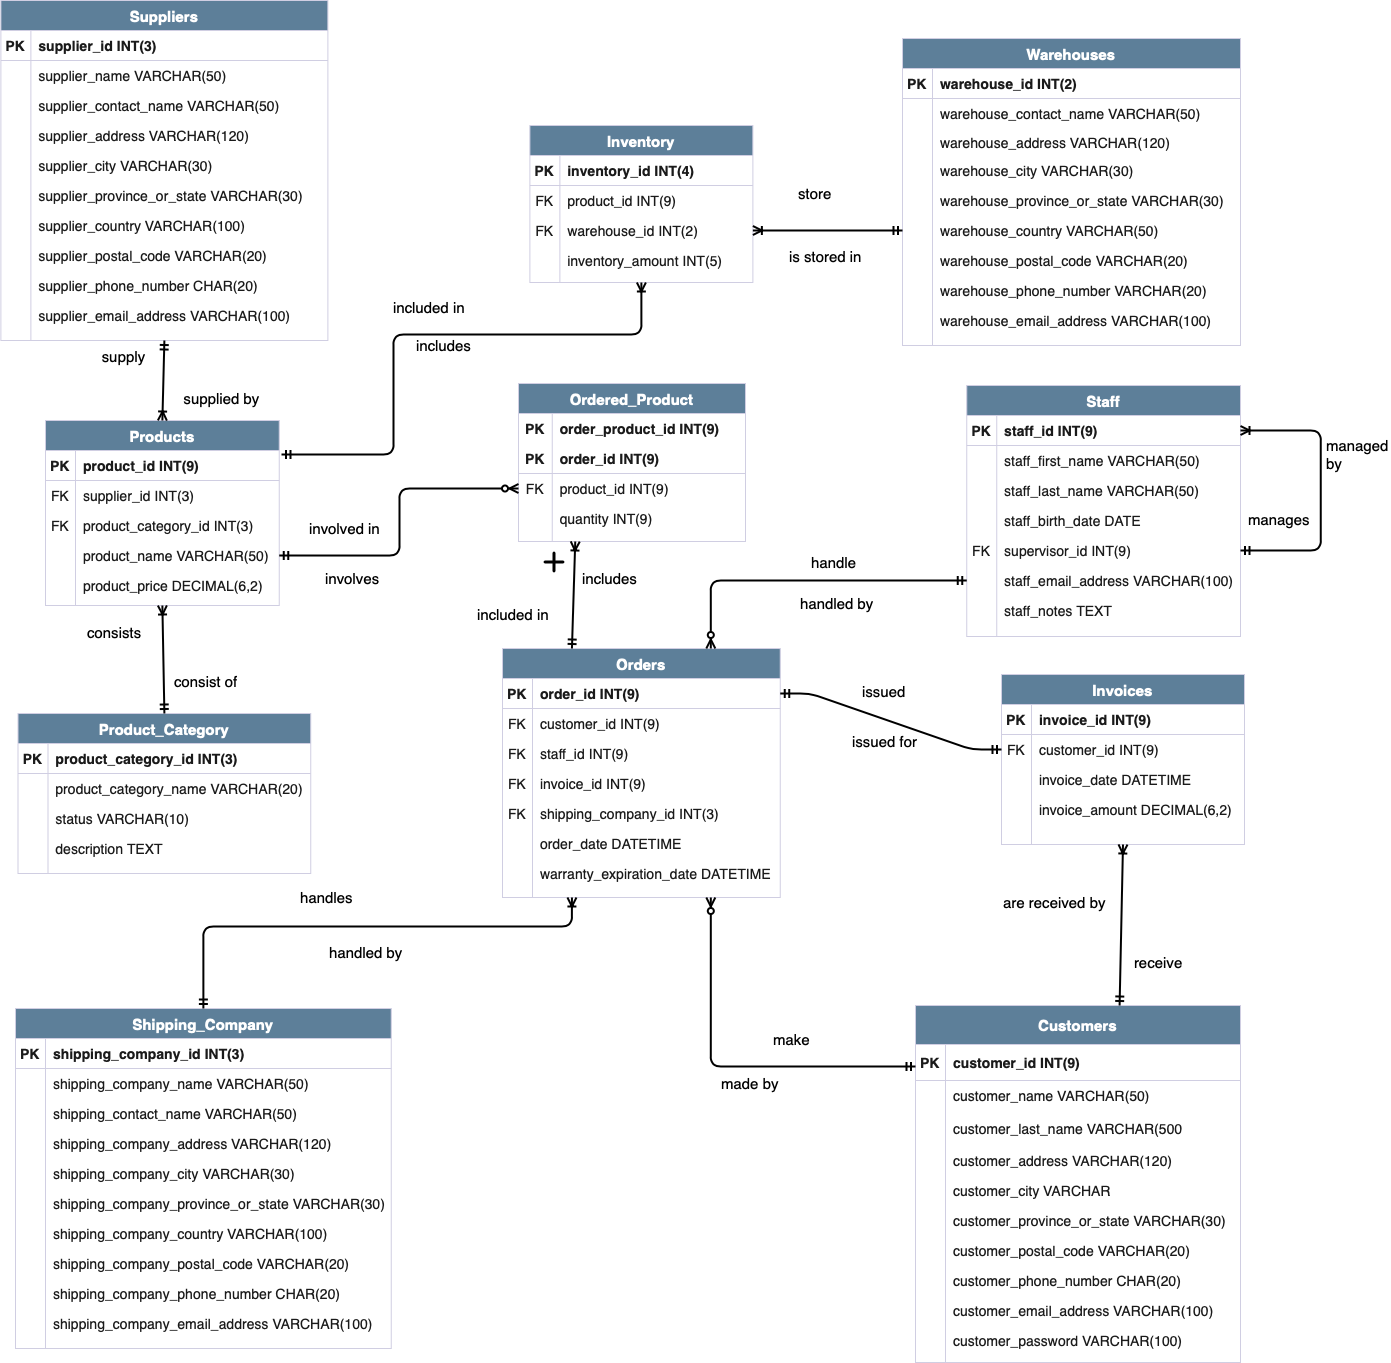 Suppliers
PK supplier_id INT(3)
supplier_name VARCHAR(50)
supplier_contact_name VARCHAR(50)
supplier_address VARCHAR(120)
supplier_city VARCHAR(30)
supplier_province_or_state VARCHAR(30)
supplier_country VARCHAR(100)
supplier_postal_code VARCHAR(20)
supplier_phone_number CHAR(20)
supplier_email_address VARCHAR(100)
Warehouses
PK warehouse_id INT(2)
warehouse_contact_name VARCHAR(50)
warehouse_address VARCHAR(120)
warehouse_city VARCHAR(30)
warehouse_province_or_state VARCHAR(30)
warehouse_country VARCHAR(50)
warehouse_postal_code VARCHAR(20)
warehouse_phone_number VARCHAR(20)
warehouse_email_address VARCHAR(100)
Inventory
PK inventory_id INT(4)
FK product_id INT(9)
FK warehouse_id INT(2)
inventory_amount INT(5)
store
is stored in
included in
includes
supply
supplied by
Products
PK product_id INT(9)
FK supplier_id INT(3)
FK product_category_id INT(3)
product_name VARCHAR(50)
product_price DECIMAL(6,2)
Ordered_Product
PK order_product_id INT(9)
PK order_id INT(9)
FK product_id INT(9)
quantity INT(9)
Staff
PK staff_id INT(9)
staff_first_name VARCHAR(50)
staff_last_name VARCHAR(50)
staff_birth_date DATE
FK supervisor_id INT(9)
staff_email_address VARCHAR(100)
staff_notes TEXT
managed
by
manages
involved in
involves
includes
included in
handle
handled by
consists
consist of
Product_Category
PK product_category_id INT(3)
product_category_name VARCHAR(20)
status VARCHAR(10)
description TEXT
Orders
PK order_id INT(9)
FK customer_id INT(9)
FK staff_id INT(9)
FK invoice_id INT(9)
FK shipping_company_id INT(3)
order_date DATETIME
warranty_expiration_date DATETIME
issued
issued for
Invoices
PK invoice_id INT(9)
FK customer_id INT(9)
invoice_date DATETIME
invoice_amount DECIMAL(6,2)
handles
handled by
are received by
receive
make
made by
Shipping_Company
PK shipping_company_id INT(3)
shipping_company_name VARCHAR(50)
shipping_contact_name VARCHAR(50)
shipping_company_address VARCHAR(120)
shipping_company_city VARCHAR(30)
shipping_company_province_or_state VARCHAR(30)
shipping_company_country VARCHAR(100)
shipping_company_postal_code VARCHAR(20)
shipping_company_phone_number CHAR(20)
shipping_company_email_address VARCHAR(100)
Customers
PK customer_id INT(9)
customer_name VARCHAR(50)
customer_last_name VARCHAR(500
customer_address VARCHAR(120)
customer_city VARCHAR
customer_province_or_state VARCHAR(30)
customer_postal_code VARCHAR(20)
customer_phone_number CHAR(20)
customer_email_address VARCHAR(100)
customer_password VARCHAR(100)